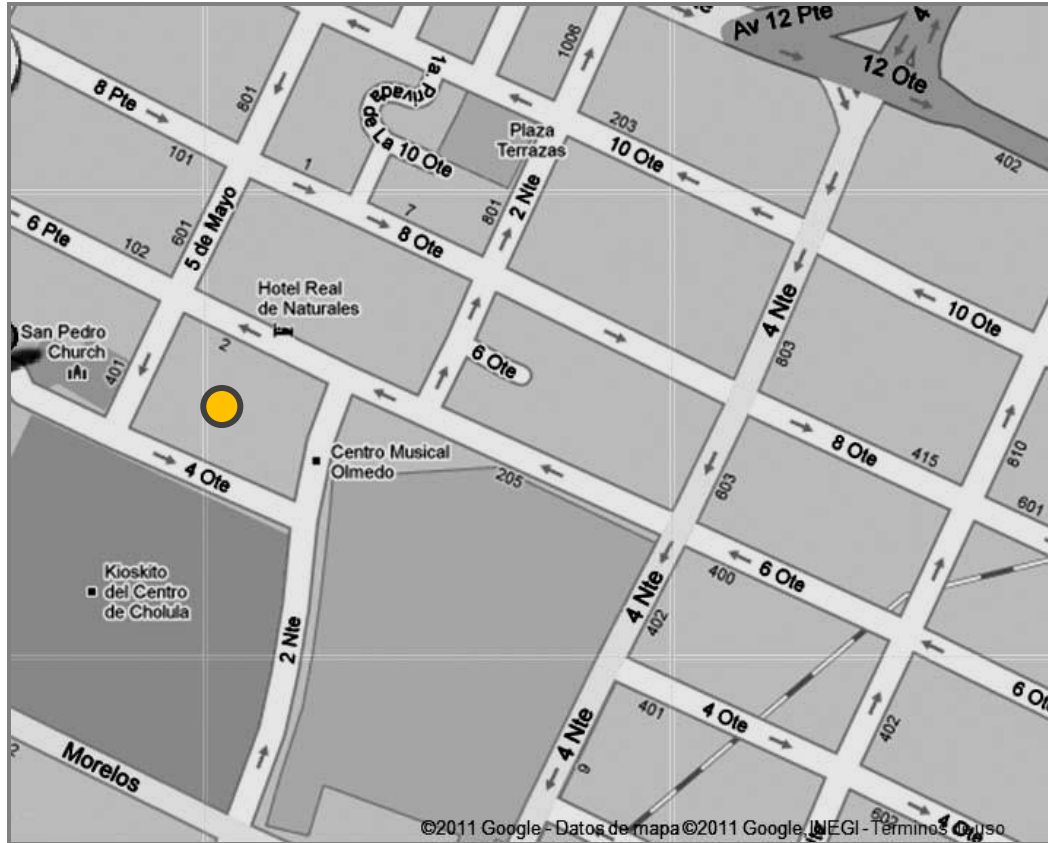 Av 12 Pte
4
12 Ote
1008
1a. Privada
de La 10 Ote
801
8 Pte
Plaza
Terrazas
203
10 Ote
402
101
1
7
801
2 Nte
5 de Mayo
601
6 Pte
102
8 Ote
Hotel Real
de Naturales
4 Nte
10 Ote
San Pedro
Church
401
2
6 Ote
803
Centro Musical
Olmedo
4 Ote
205
603
8 Ote
415
810
601
Kioskito
del Centro
de Cholula
400
6 Ote
4 Nte
402
2 Nte
6 Ote
401
4 Ote
402
4 Nte
9
Morelos
2
602
4 Ote
©2011 Google - Datos de mapa ©2011 Google, INEGI - Términos de uso